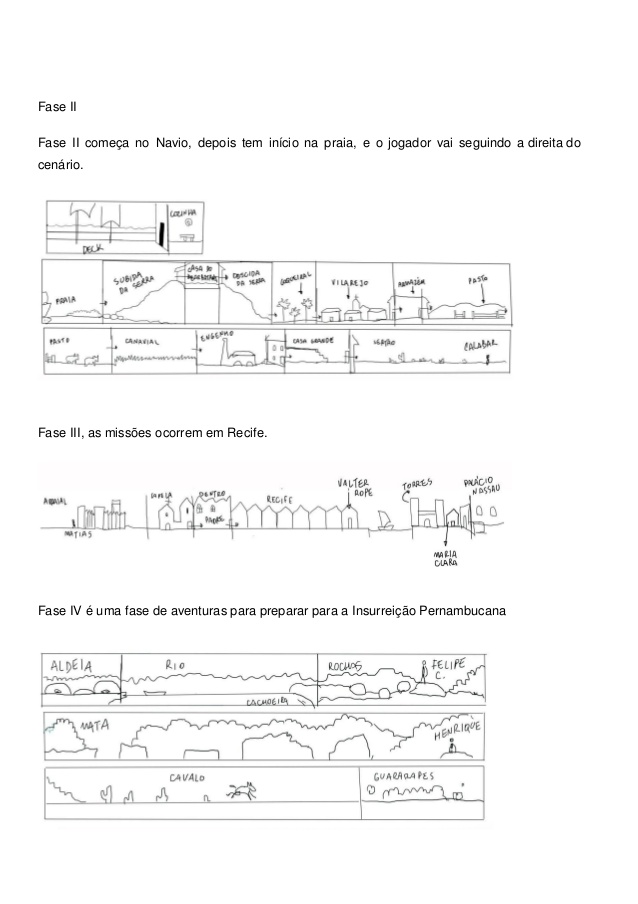 Fase II
Fase II começa no Navio, depois tem início na praia, e o jogador vai seguindo a direita do
cenário.
COZINHA
DECK
PRAIA
SUBIDA
DA SERRA
CASA DO
DESCIDA
DA SERRA
COQUEIRAL
VILAREJO
ARMAZÉM
PASTO
PASTO
CANAVIAL
ENGENHO
CASA GRANDE
SERTÃO
CALABAR
Fase III, as missões ocorrem em Recife.
ARRAIAL
MATIAS
CAPELA
DENTRO
PADRE
RECIFE
VALTER
ROPE
TORRES
PALÁCIO
NASSAU
MARIA
CLARA
Fase IV é uma fase de aventuras para preparar para a Insurreição Pernambucana
ALDEIA
RIO
CACHOEIRA
ROCHAS
FELIPE
C.
MATA
HENRIQUE
CAVALO
GUARARAPES